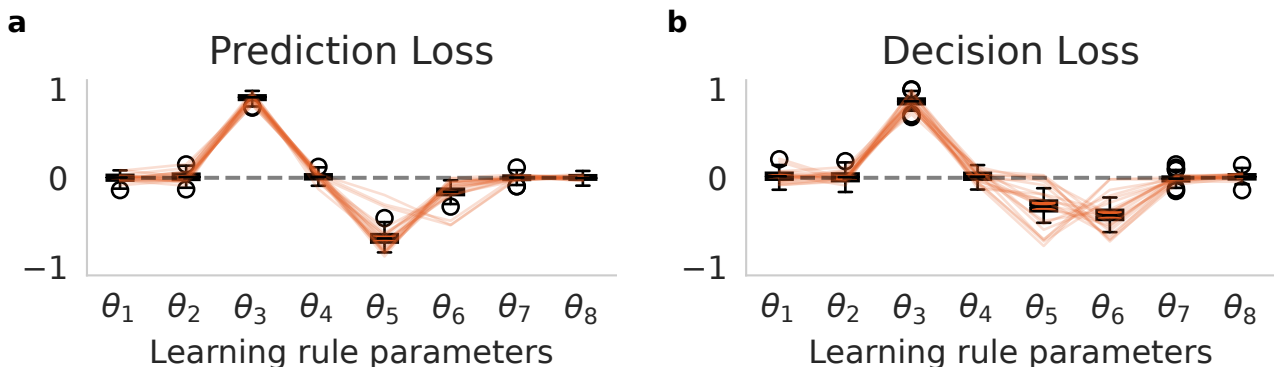 a
Prediction Loss
1
0
−1
θ₁ θ₂ θ₃ θ₄ θ₅ θ₆ θ₇ θ₈
Learning rule parameters
b
Decision Loss
1
0
−1
θ₁ θ₂ θ₃ θ₄ θ₅ θ₆ θ₇ θ₈
Learning rule parameters